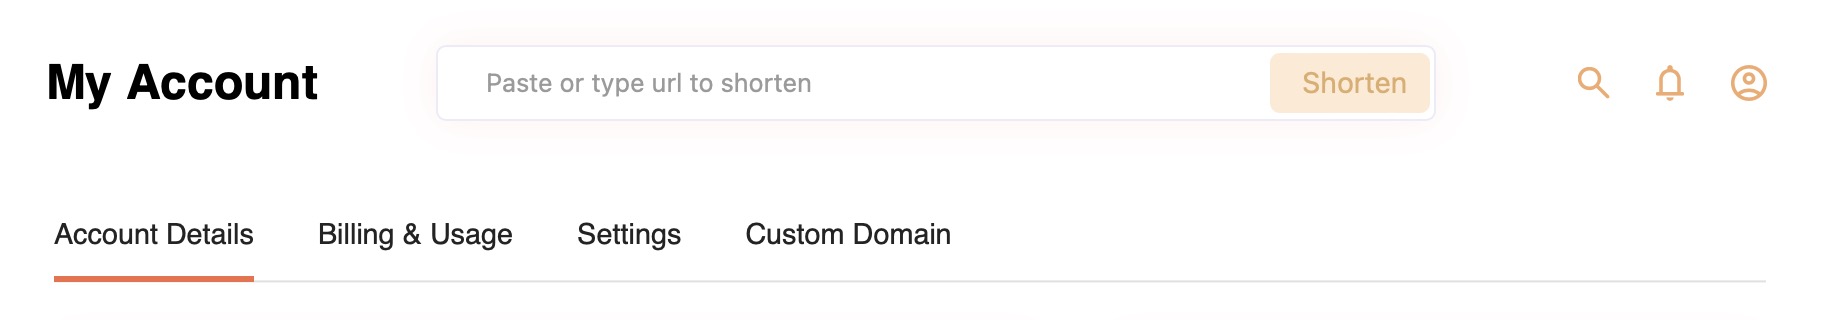 My Account
Paste or type url to shorten
Shorten
Account Details
Billing & Usage
Settings
Custom Domain